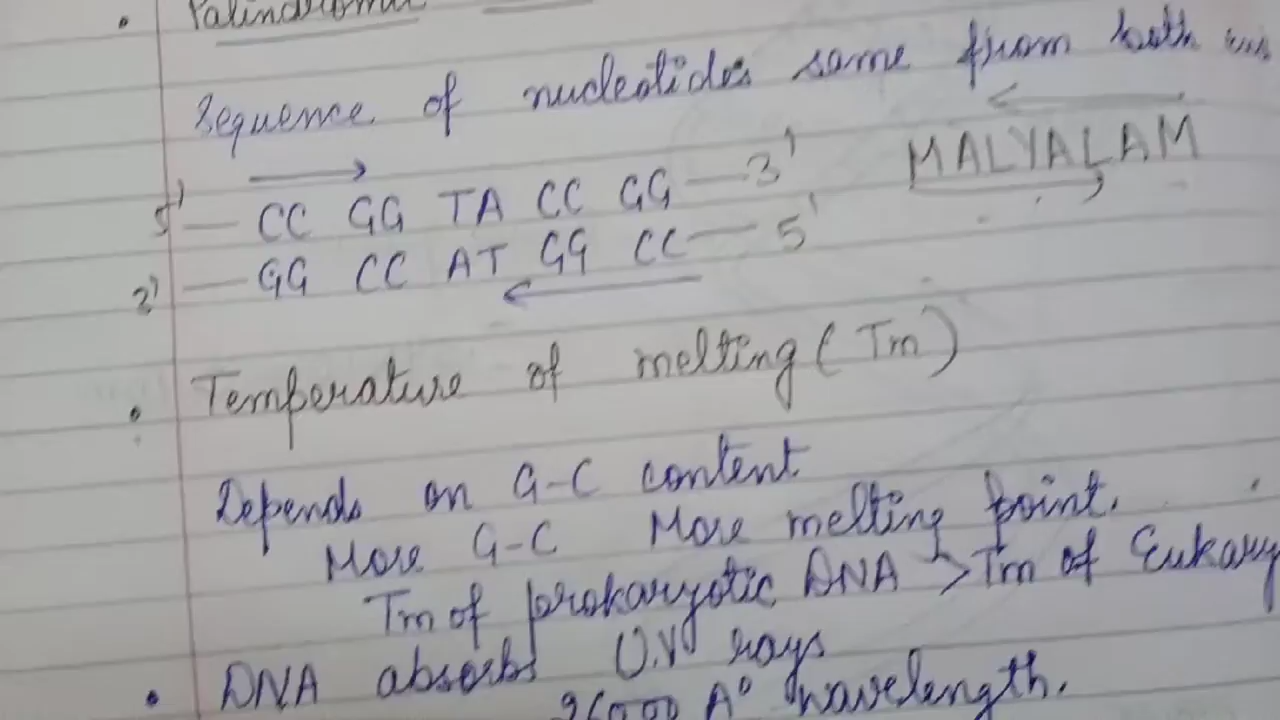 • Palindromic
Sequence of nucleotides same from both
5' — CC GG TA CC GG — 3' MALYALAM
3' — GG CC AT GG CC — 5'
• Temperature of melting (Tm)
Depends on G-C content
More G-C More melting point.
Tm of prokaryotic DNA > Tm of Eukary
• DNA absorbs U.V rays
A° wavelength.